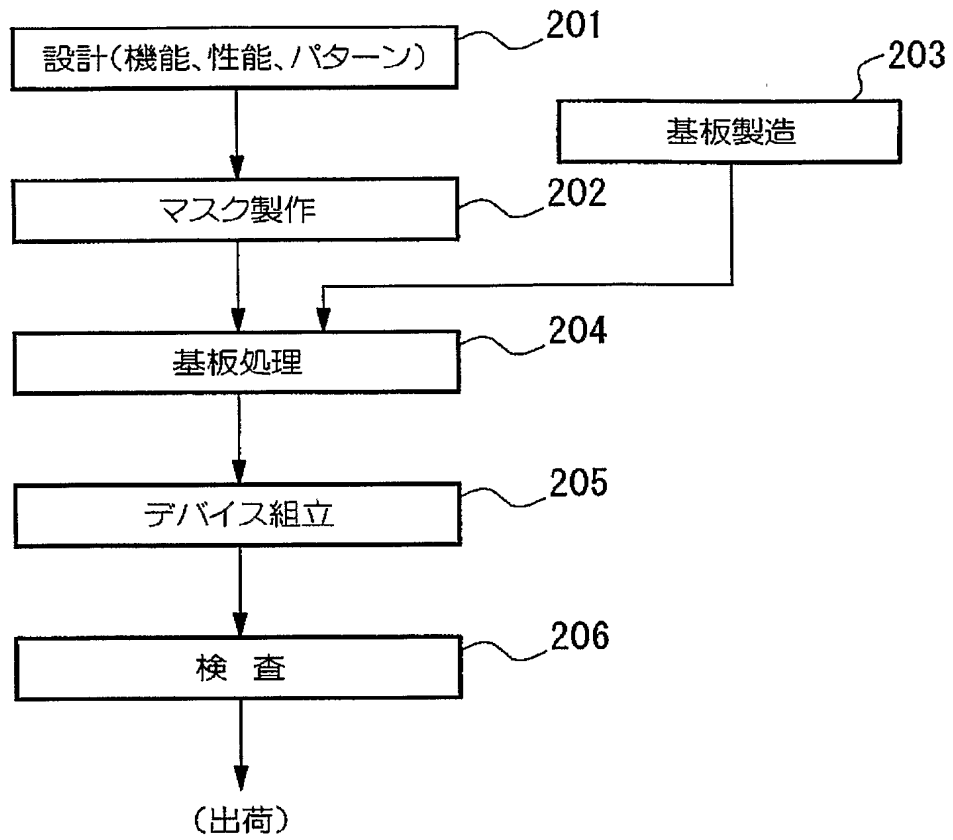 201
設計(機能、性能、パターン)
203
基板製造
202
マスク製作
204
基板処理
205
デバイス組立
206
検 査
(出荷)